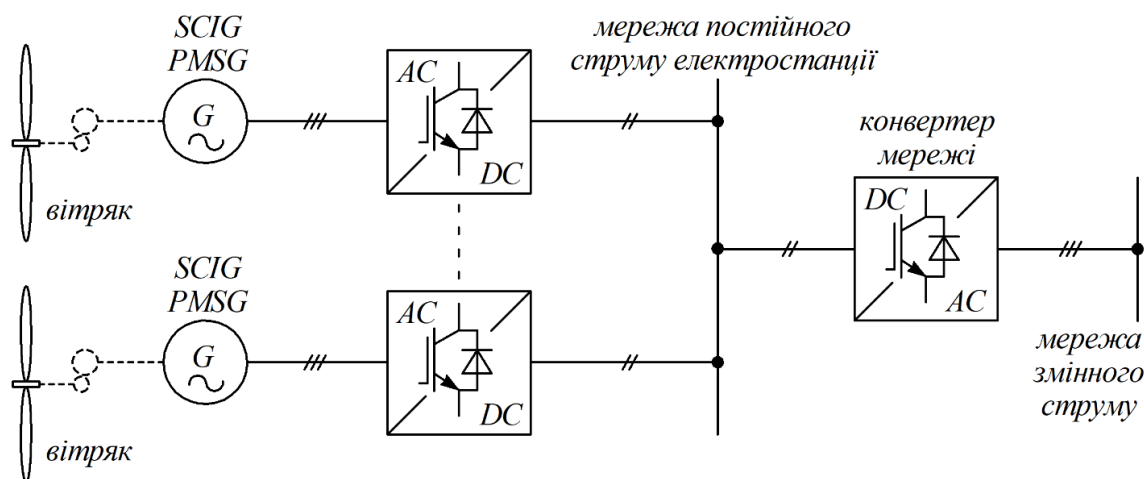 SCIG
PMSG
G
вітряк
AC
DC
мережа постійного
струму електростанції
конвертер
мережі
DC
AC
SCIG
PMSG
G
вітряк
AC
DC
мережа
змінного
струму